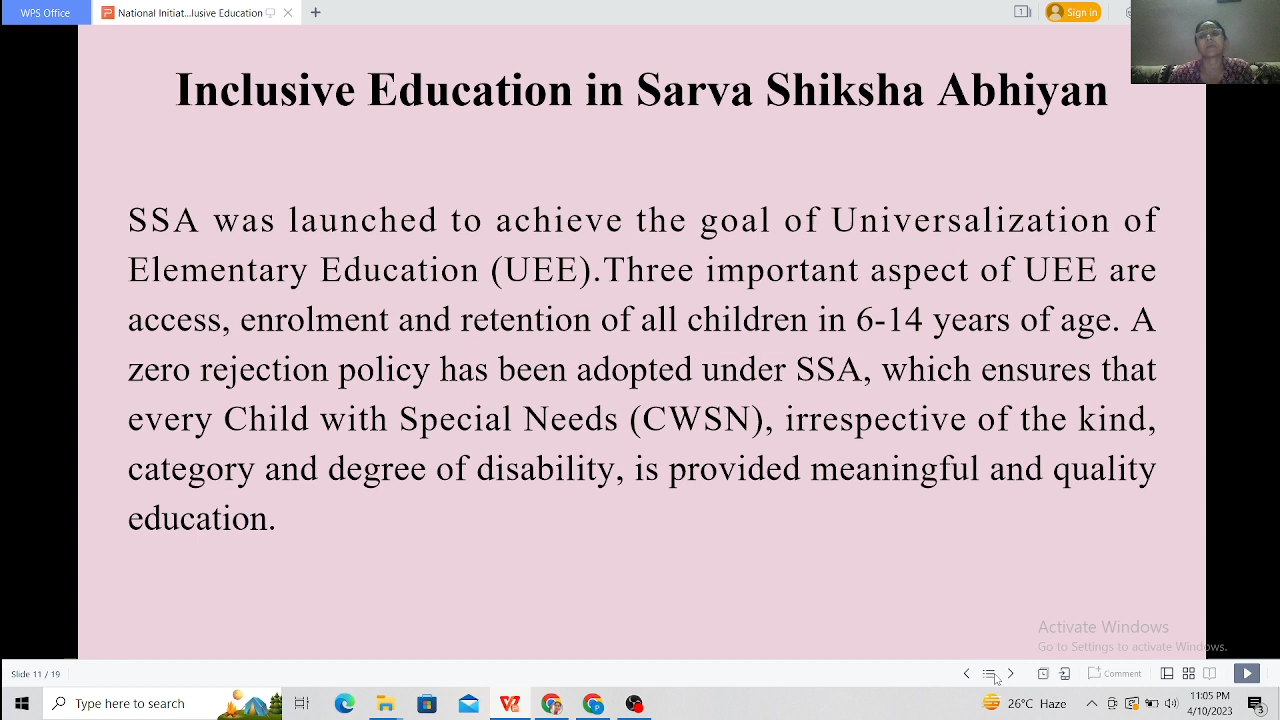 WPS Office
National Initiat...lusive Education
Sign in
Inclusive Education in Sarva Shiksha Abhiyan
SSA was launched to achieve the goal of Universalization of
Elementary Education (UEE).Three important aspect of UEE are
access, enrolment and retention of all children in 6-14 years of age. A
zero rejection policy has been adopted under SSA, which ensures that
every Child with Special Needs (CWSN), irrespective of the kind,
category and degree of disability, is provided meaningful and quality
education.
Activate Windows
Go to Settings to activate Windows.
Slide 11 / 19
Comment
Type here to search
26°C Haze
11:05 PM
4/10/2023
3